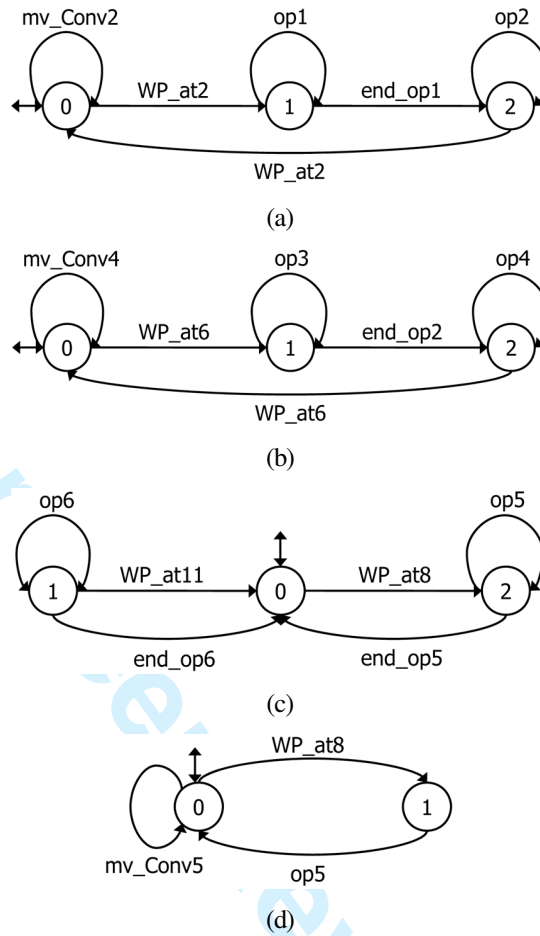 mv_Conv2 op1 op2
0 WP_at2 1 end_op1 2
WP_at2
(a)
mv_Conv4 op3 op4
0 WP_at6 1 end_op2 2
WP_at6
(b)
op6 op5
1 WP_at11 0 WP_at8 2
end_op6 end_op5
(c)
WP_at8
0 1
mv_Conv5 op5
(d)